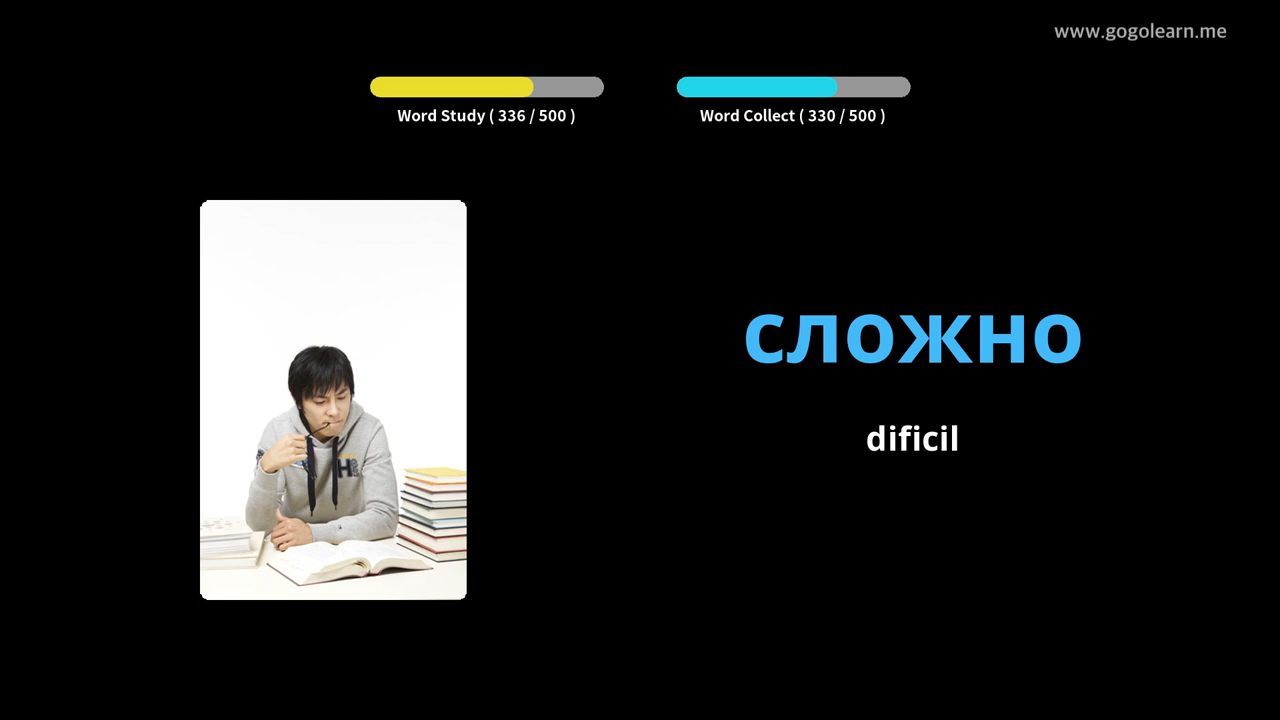 www.gogolearn.me
Word Study ( 336 / 500 )
Word Collect ( 330 / 500 )
сложно
dificil
H